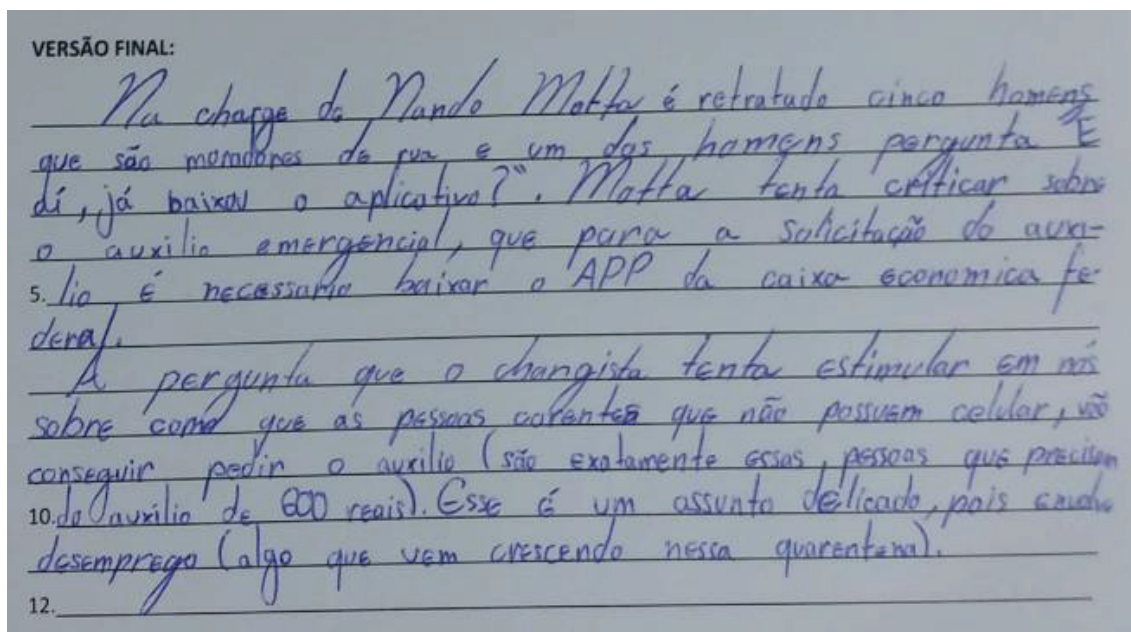 VERSÃO FINAL:
Na charge do Nando Motta é retratado cinco homens
que são moradores de rua, e um dos homens pergunta "E
dí, já baixou o aplicativo?". Motta tenta criticar sobre
o auxilio emergencial, que para a solicitação do auxi-
5. lio é necessario baixar o APP da caixa economica fe-
deral.
A pergunta que o chargista tenta estimular em nós
sobre como que as pessoas carentes que não possuem celular, vão
conseguir pedir o auxilio (são exatamente essas, pessoas que precisam
10. do auxilio de 600 reais). Esse é um assunto delicado, pois envolve
desemprego (algo que vem crescendo nessa quarentena).
12.